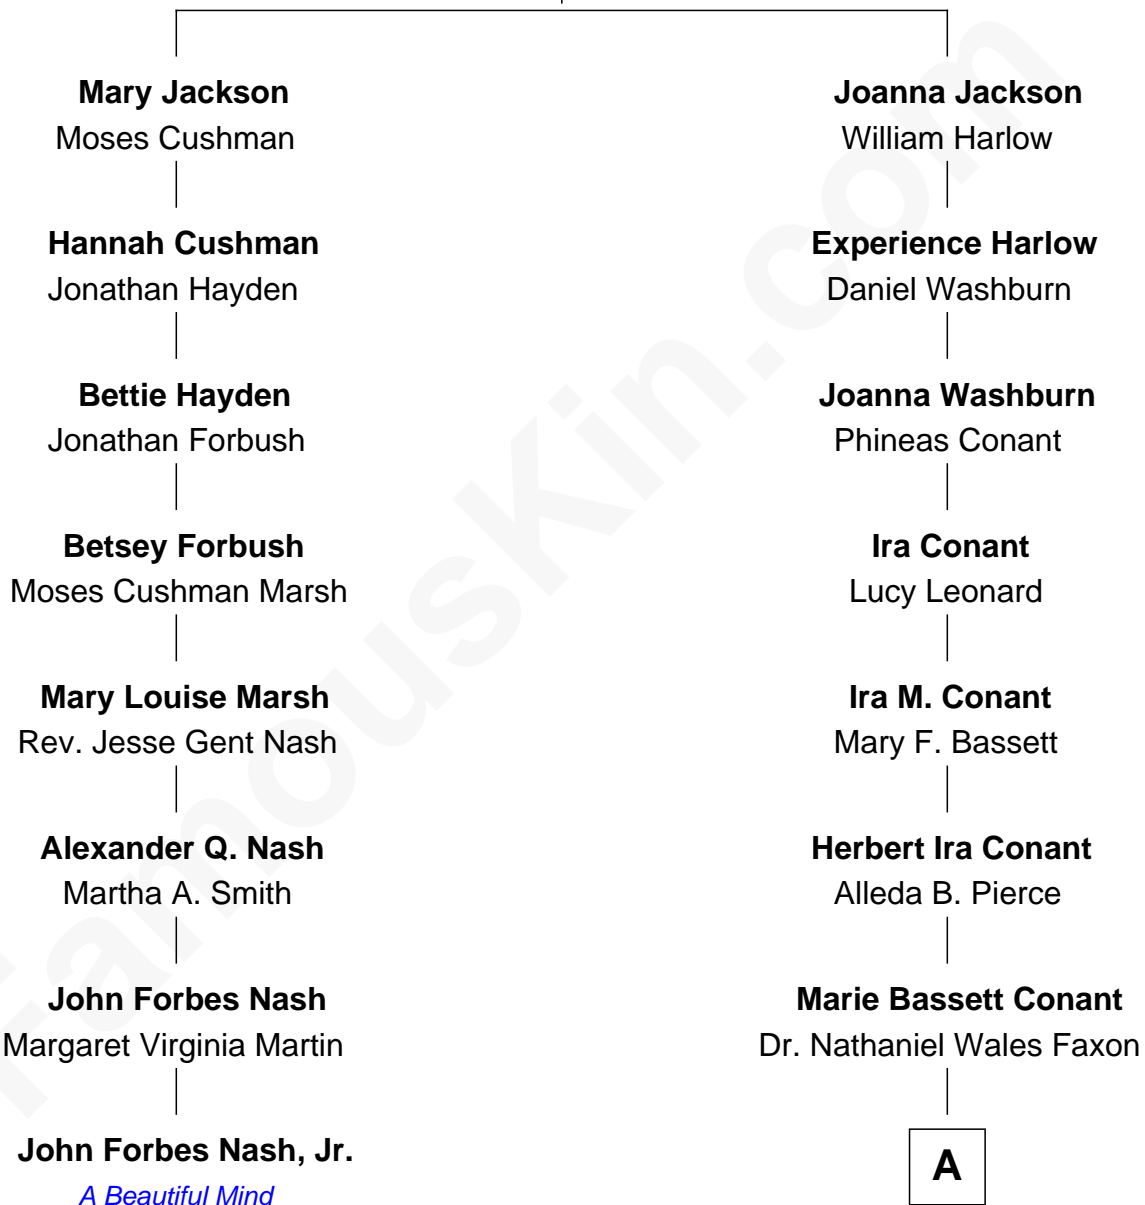 Mary Jackson
Moses Cushman
Joanna Jackson
William Harlow
Hannah Cushman
Jonathan Hayden
Experience Harlow
Daniel Washburn
Bettie Hayden
Jonathan Forbush
Joanna Washburn
Phineas Conant
Betsey Forbush
Moses Cushman Marsh
Ira Conant
Lucy Leonard
Mary Louise Marsh
Rev. Jesse Gent Nash
Ira M. Conant
Mary F. Bassett
Alexander Q. Nash
Martha A. Smith
Herbert Ira Conant
Alleda B. Pierce
John Forbes Nash
Margaret Virginia Martin
Marie Bassett Conant
Dr. Nathaniel Wales Faxon
John Forbes Nash, Jr.
A Beautiful Mind
A
FamousKin.com